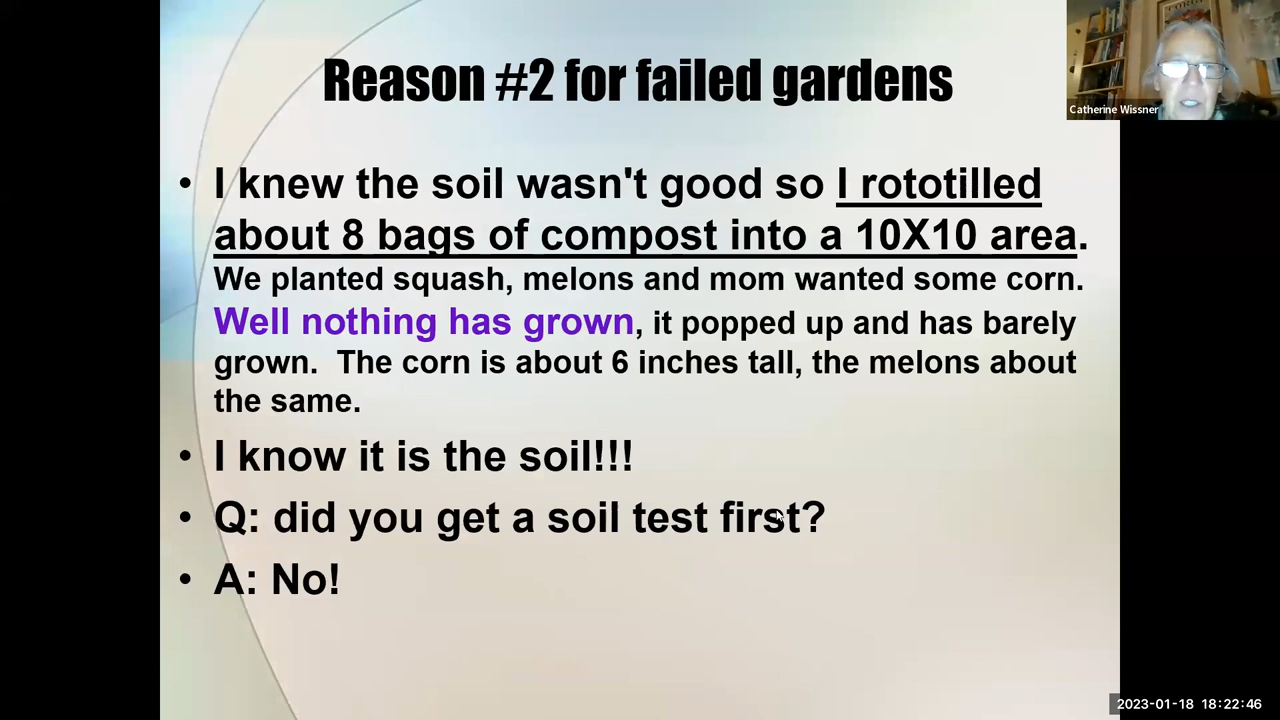 Reason #2 for failed gardens
Catherine Wissner
• I knew the soil wasn't good so I rototilled
about 8 bags of compost into a 10X10 area.
We planted squash, melons and mom wanted some corn.
Well nothing has grown, it popped up and has barely
grown.  The corn is about 6 inches tall, the melons about
the same.
• I know it is the soil!!!
• Q: did you get a soil test first?
• A: No!
2023-01-18 18:22:46